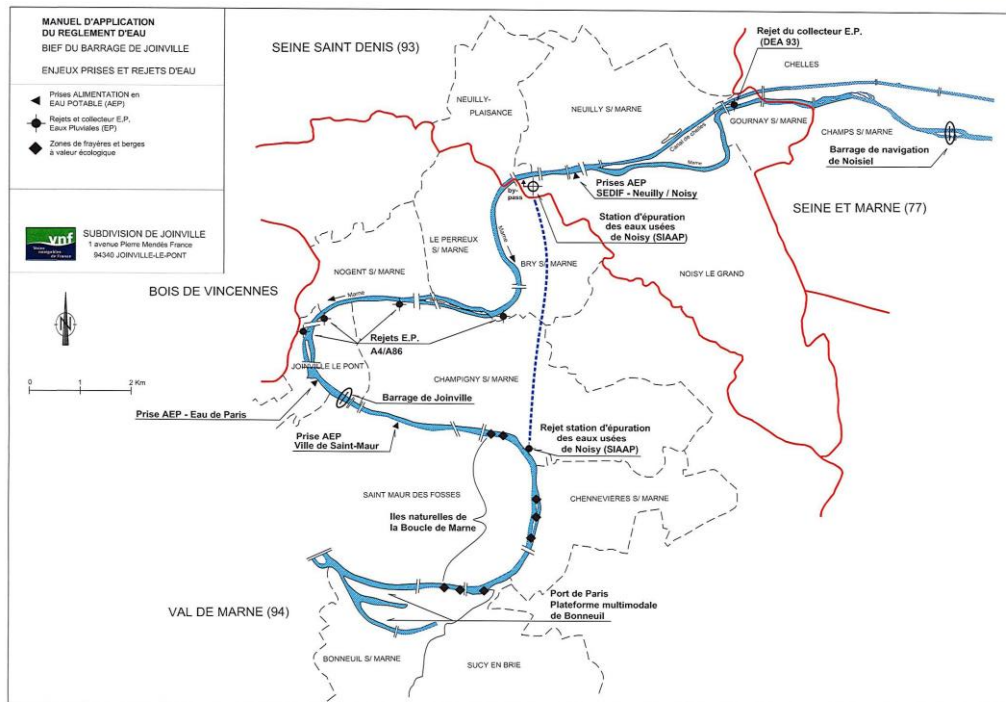 MANUEL D'APPLICATION
DU REGLEMENT D'EAU
BIEF DU BARRAGE DE JOINVILLE
ENJEUX PRISES ET REJETS D'EAU
Prises ALIMENTATION en
EAU POTABLE (AEP)
Rejets et collecteur E.P.
Eaux Pluviales (EP)
Zones de frayères et berges
à valeur écologique
vnf
SUBDIVISION DE JOINVILLE
1 avenue Pierre Mendès France
94340 JOINVILLE-LE-PONT
N
0 1 2 Km
SEINE SAINT DENIS (93)
Rejet du collecteur E.P.
(DEA 93)
CHELLES
NEUILLY-
PLAISANCE
NEUILLY S/ MARNE
GOURNAY S/ MARNE
CHAMPS S/ MARNE
Canal de chelles
Marne
Barrage de navigation
de Noisiel
by-
pass
Prises AEP
SEDIF - Neuilly / Noisy
SEINE ET MARNE (77)
Station d'épuration
des eaux usées
de Noisy (SIAAP)
LE PERREUX
S/ MARNE
Marne
BRY S/ MARNE
NOISY LE GRAND
NOGENT S/ MARNE
BOIS DE VINCENNES
Marne
Rejets E.P.
A4/A86
JOINVILLE LE PONT
CHAMPIGNY S/ MARNE
Barrage de Joinville
Prise AEP - Eau de Paris
Prise AEP
Ville de Saint-Maur
Rejet station d'épuration
des eaux usées
de Noisy (SIAAP)
SAINT MAUR DES FOSSES
CHENNEVIERES S/ MARNE
Iles naturelles de
la Boucle de Marne
VAL DE MARNE (94)
Port de Paris
Plateforme multimodale
de Bonneuil
BONNEUIL S/ MARNE
SUCY EN BRIE